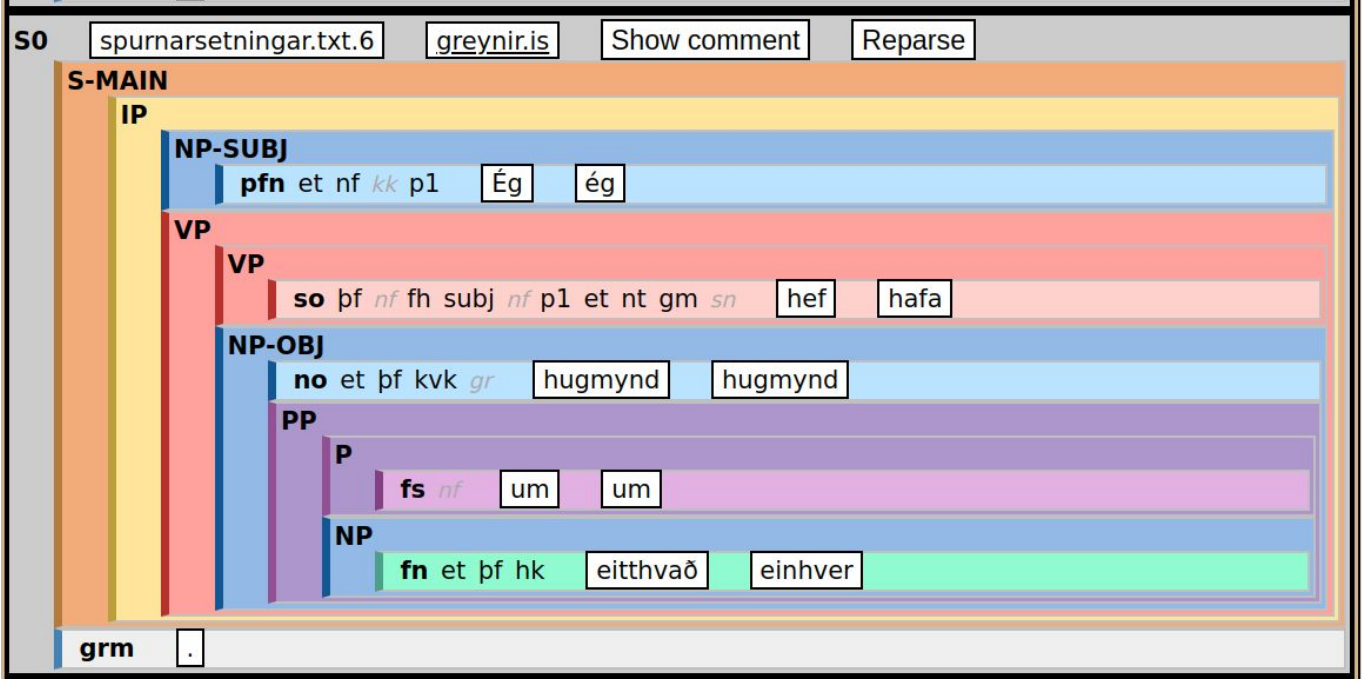 S0 spurnarsetningar.txt.6 greynir.is Show comment Reparse
S-MAIN
IP
NP-SUBJ
pfn et nf kk p1 Ég ég
VP
VP
so þf nf fh subj nf p1 et nt gm sn hef hafa
NP-OBJ
no et þf kvk gr hugmynd hugmynd
PP
P
fs nf um um
NP
fn et þf hk eitthvað einhver
grm .